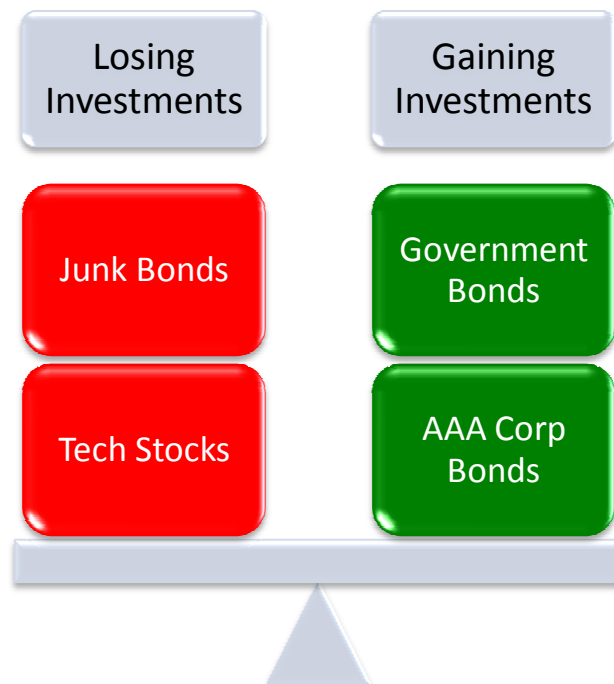 Losing
Investments
Gaining
Investments
Junk Bonds
Government
Bonds
Tech Stocks
AAA Corp
Bonds